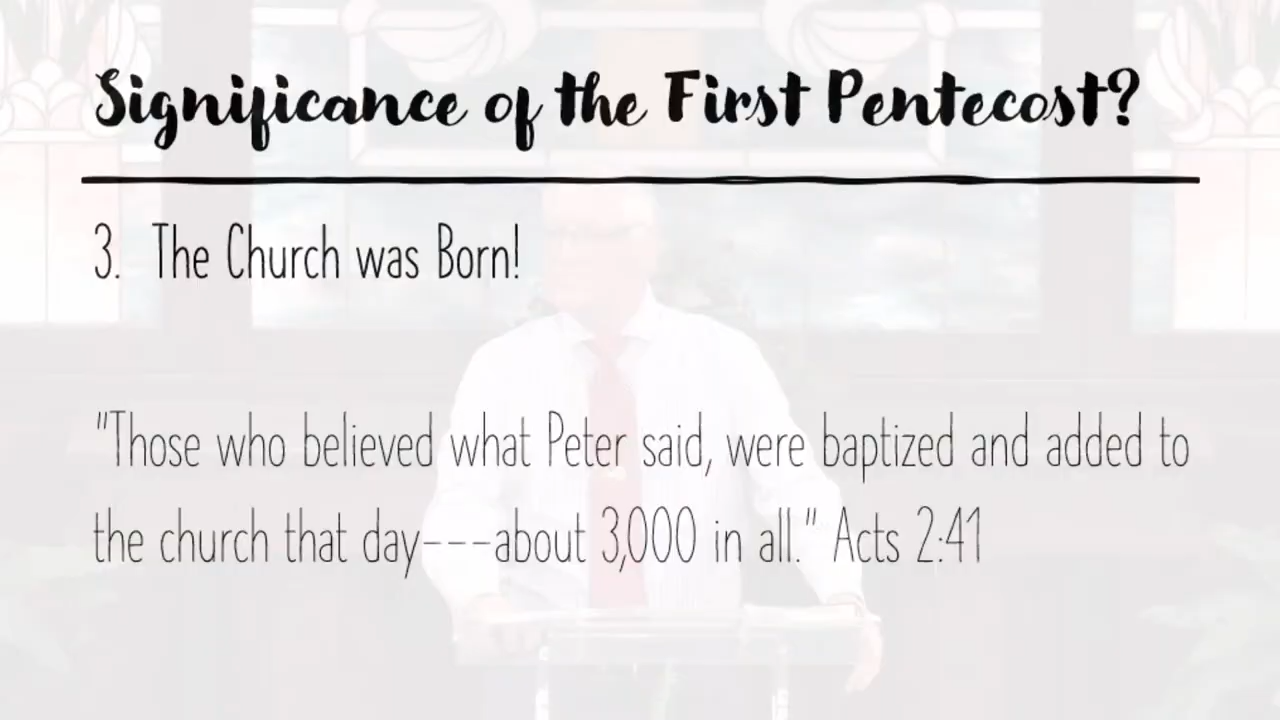 Significance of the First Pentecost?
3. The Church was Born!
"Those who believed what Peter said, were baptized and added to
the church that day---about 3,000 in all." Acts 2:41